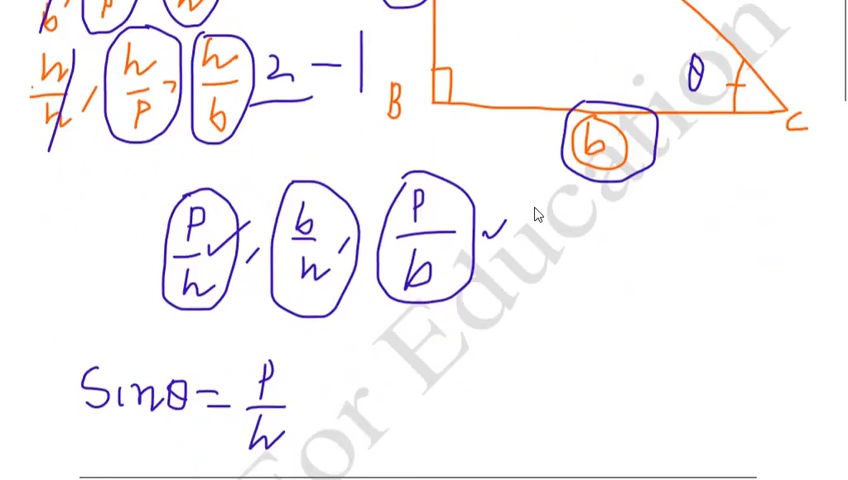 h/h, h/p, h/b 2 - 1
B
θ
C
b
p/h, b/h, p/b
Sinθ = p/h
For Education